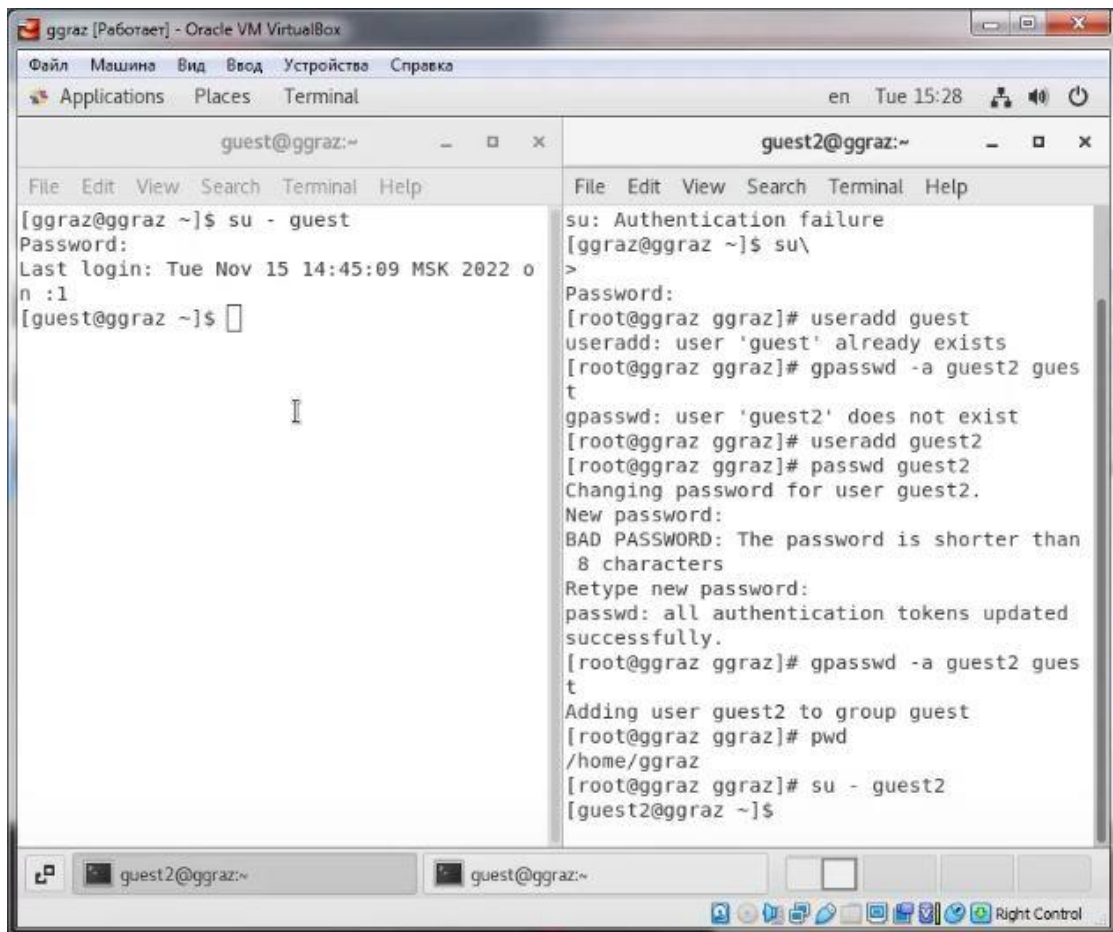 ggraz [Работает] - Oracle VM VirtualBox
Файл Машина Вид Ввод Устройства Справка
Applications Places Terminal
en Tue 15:28
guest@ggraz:~
File Edit View Search Terminal Help
[ggraz@ggraz ~]$ su - guest
Password:
Last login: Tue Nov 15 14:45:09 MSK 2022 o
n :1
[guest@ggraz ~]$
guest2@ggraz:~
File Edit View Search Terminal Help
su: Authentication failure
[ggraz@ggraz ~]$ su\
>
Password:
[root@ggraz ggraz]# useradd guest
useradd: user 'guest' already exists
[root@ggraz ggraz]# gpasswd -a guest2 gues
t
gpasswd: user 'guest2' does not exist
[root@ggraz ggraz]# useradd guest2
[root@ggraz ggraz]# passwd guest2
Changing password for user guest2.
New password:
BAD PASSWORD: The password is shorter than
 8 characters
Retype new password:
passwd: all authentication tokens updated
successfully.
[root@ggraz ggraz]# gpasswd -a guest2 gues
t
Adding user guest2 to group guest
[root@ggraz ggraz]# pwd
/home/ggraz
[root@ggraz ggraz]# su - guest2
[guest2@ggraz ~]$
guest2@ggraz:~
guest@ggraz:~
Right Control